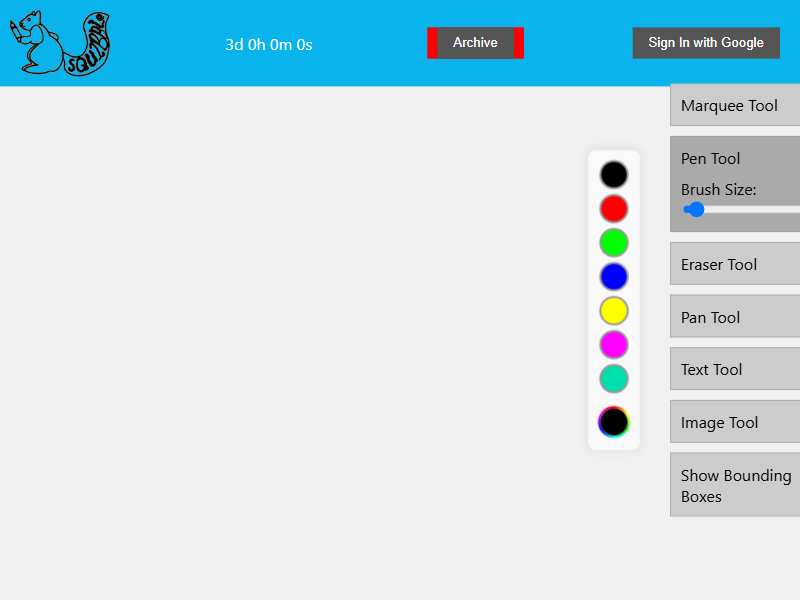 3d 0h 0m 0s
Archive
Sign In with Google
Marquee Tool
Pen Tool
Brush Size:
Eraser Tool
Pan Tool
Text Tool
Image Tool
Show Bounding
Boxes